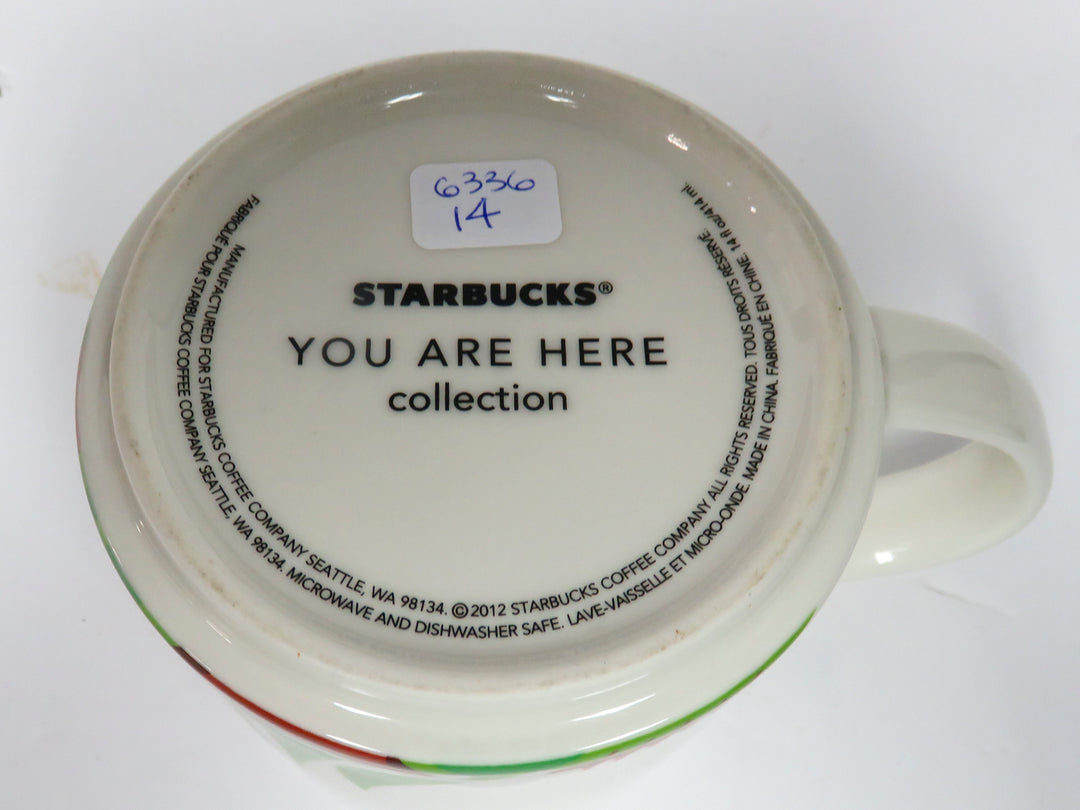 6336
14
STARBUCKS®
YOU ARE HERE
collection
MANUFACTURED FOR STARBUCKS COFFEE COMPANY SEATTLE, WA 98134. ©2012 STARBUCKS COFFEE COMPANY ALL RIGHTS RESERVED. TOUS DROITS RESERVÉ.
FABRIQUÉ POUR STARBUCKS COFFEE COMPANY SEATTLE, WA 98134. MICROWAVE AND DISHWASHER SAFE. LAVE-VAISSELLE ET MICRO-ONDE. MADE IN CHINA. FABRIQUÉ EN CHINE. 14 fl oz/414 ml.